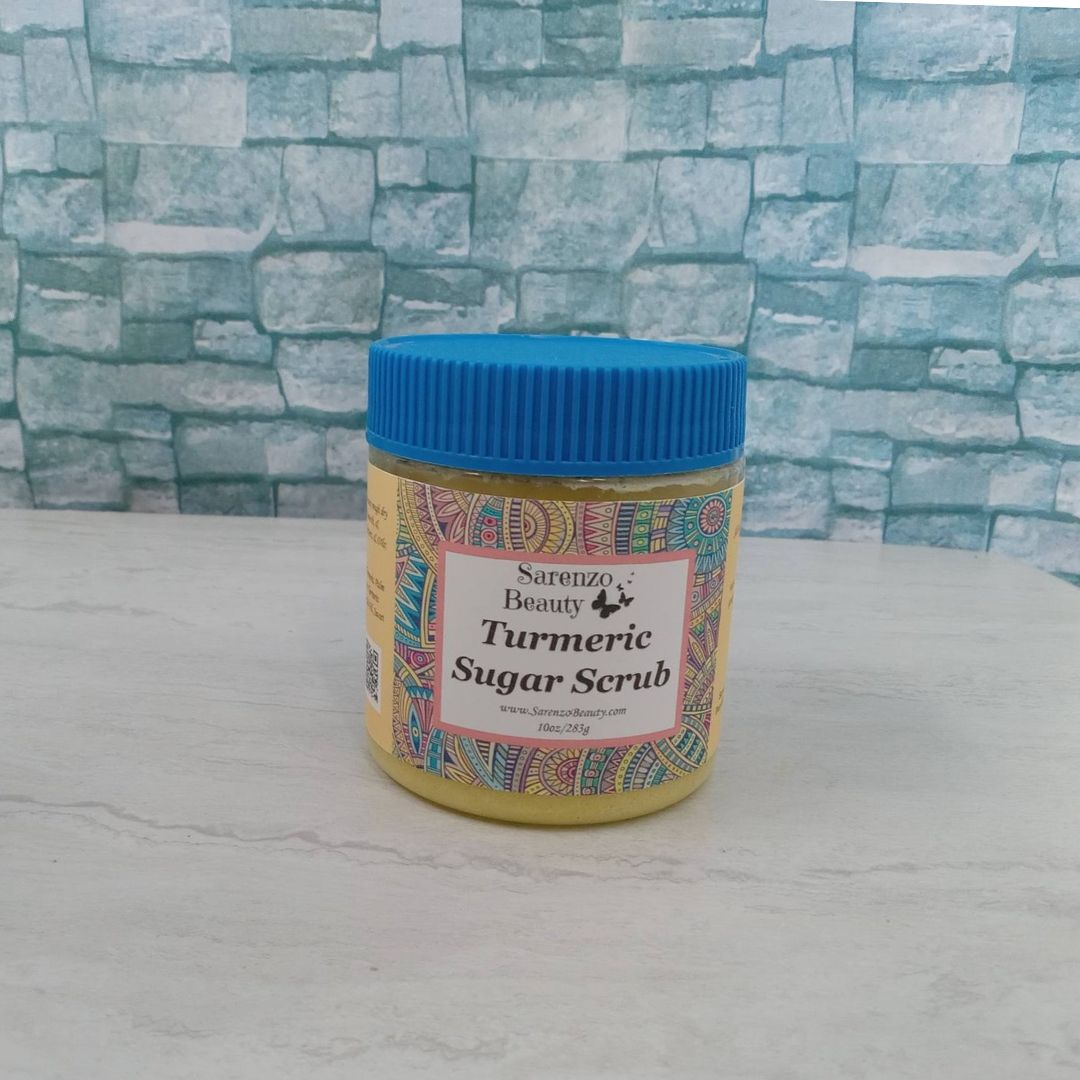 Sarenzo
Beauty
Turmeric
Sugar Scrub
www.SarenzoBeauty.com
10oz/283g